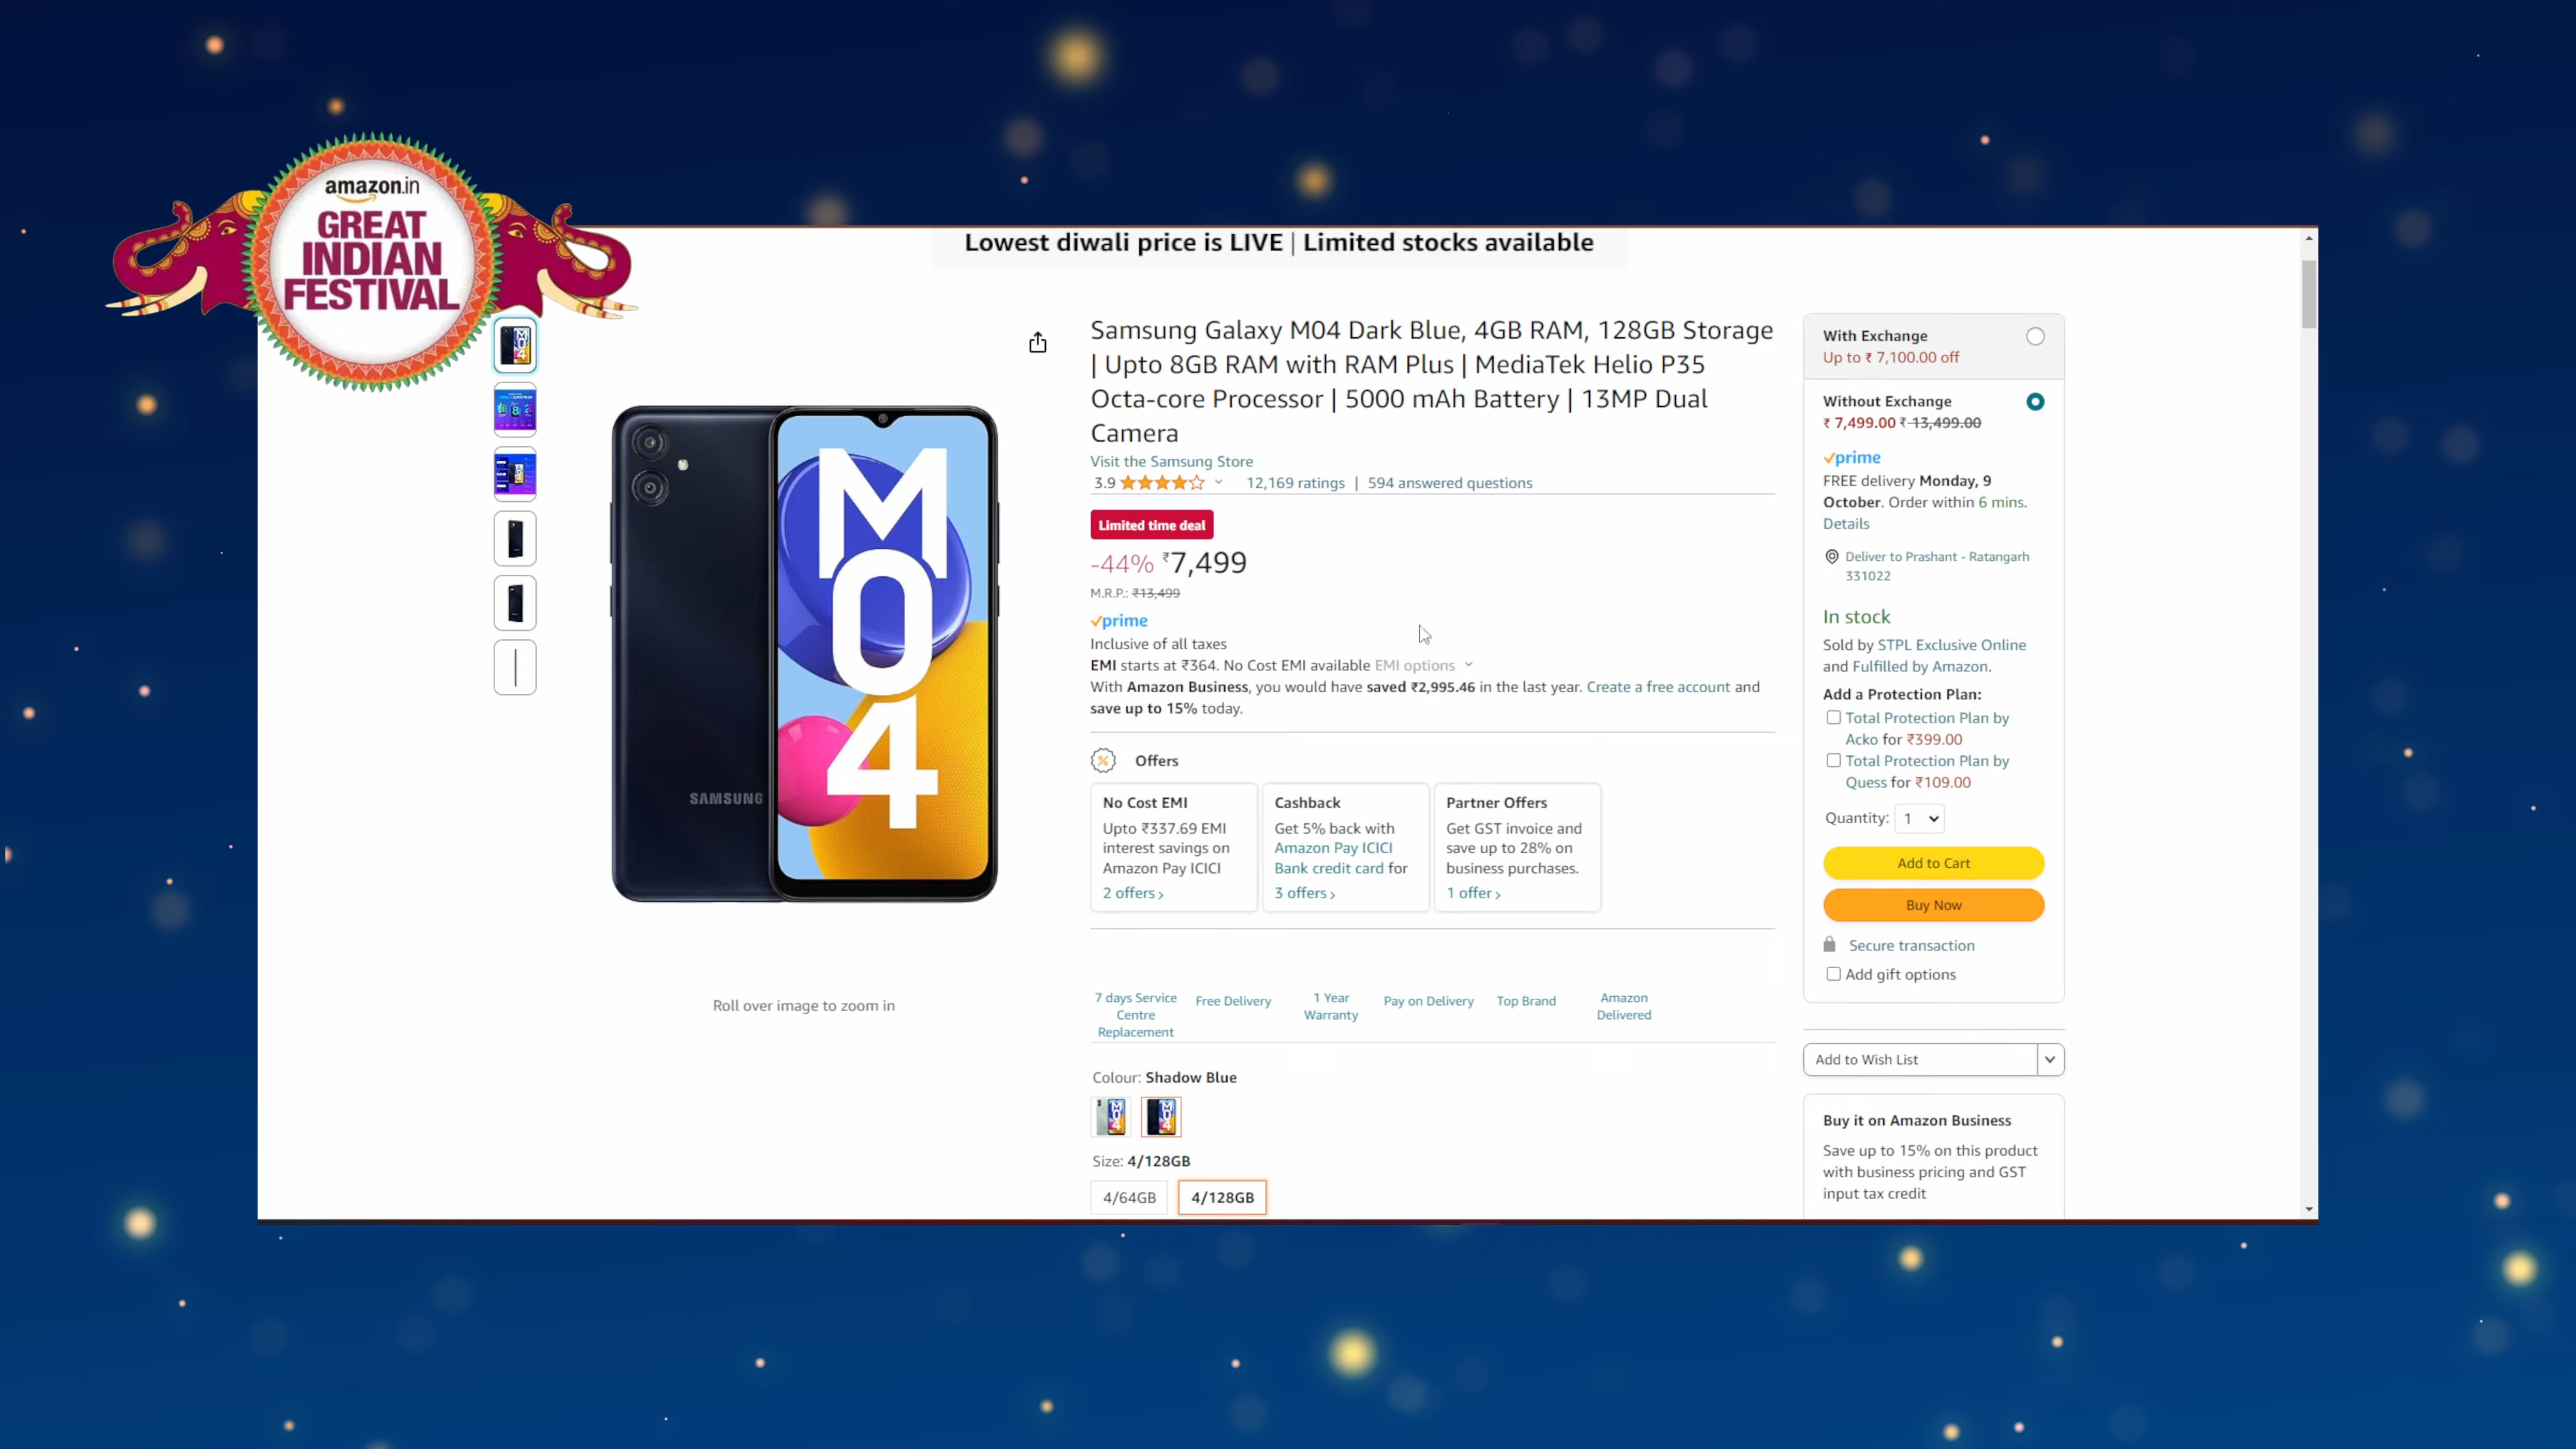 amazon.in
GREAT
INDIAN
FESTIVAL
Lowest diwali price is LIVE | Limited stocks available
Samsung Galaxy M04 Dark Blue, 4GB RAM, 128GB Storage
| Upto 8GB RAM with RAM Plus | MediaTek Helio P35
Octa-core Processor | 5000 mAh Battery | 13MP Dual
Camera
Visit the Samsung Store
3.9 12,169 ratings | 594 answered questions
Limited time deal
-44% ₹7,499
M.R.P.: ₹13,499
prime
Inclusive of all taxes
EMI starts at ₹364. No Cost EMI available EMI options
With Amazon Business, you would have saved ₹2,995.46 in the last year. Create a free account and
save up to 15% today.
Offers
No Cost EMI
Upto ₹337.69 EMI
interest savings on
Amazon Pay ICICI
2 offers ›
Cashback
Get 5% back with
Amazon Pay ICICI
Bank credit card for
3 offers ›
Partner Offers
Get GST invoice and
save up to 28% on
business purchases.
1 offer ›
7 days Service
Centre
Replacement
Free Delivery
1 Year
Warranty
Pay on Delivery
Top Brand
Amazon
Delivered
Colour: Shadow Blue
Size: 4/128GB
4/64GB
4/128GB
M
0
4
SAMSUNG
Roll over image to zoom in
With Exchange
Up to ₹ 7,100.00 off
Without Exchange
₹ 7,499.00 ₹ 13,499.00
prime
FREE delivery Monday, 9
October. Order within 6 mins.
Details
Deliver to Prashant - Ratangarh
331022
In stock
Sold by STPL Exclusive Online
and Fulfilled by Amazon.
Add a Protection Plan:
Total Protection Plan by
Acko for ₹399.00
Total Protection Plan by
Quess for ₹109.00
Quantity: 1
Add to Cart
Buy Now
Secure transaction
Add gift options
Add to Wish List
Buy it on Amazon Business
Save up to 15% on this product
with business pricing and GST
input tax credit